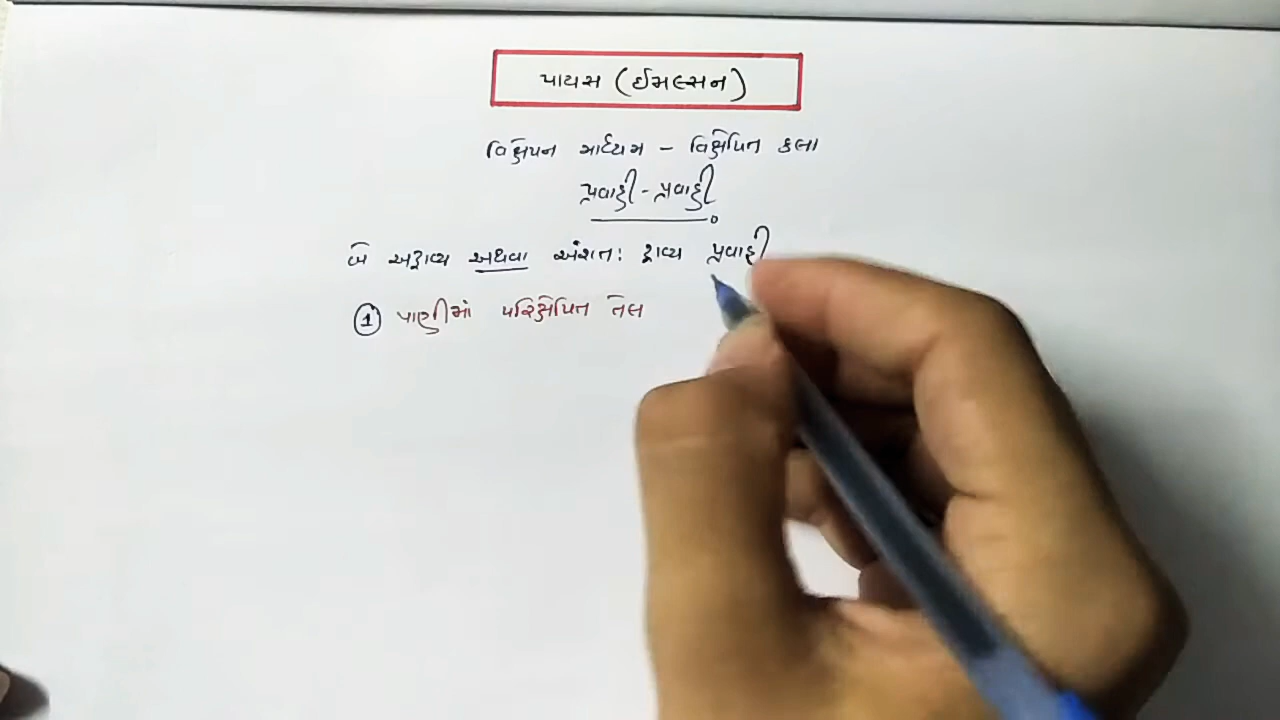 પાયસ (ઈમલ્સન)
વિક્ષેપન માધ્યમ - વિક્ષેપિત કલા
પ્રવાહી - પ્રવાહી
બે અદ્રાવ્ય અથવા અંશતઃ દ્રાવ્ય પ્રવાહી
① પાણીમાં પરિક્ષેપિત તેલ